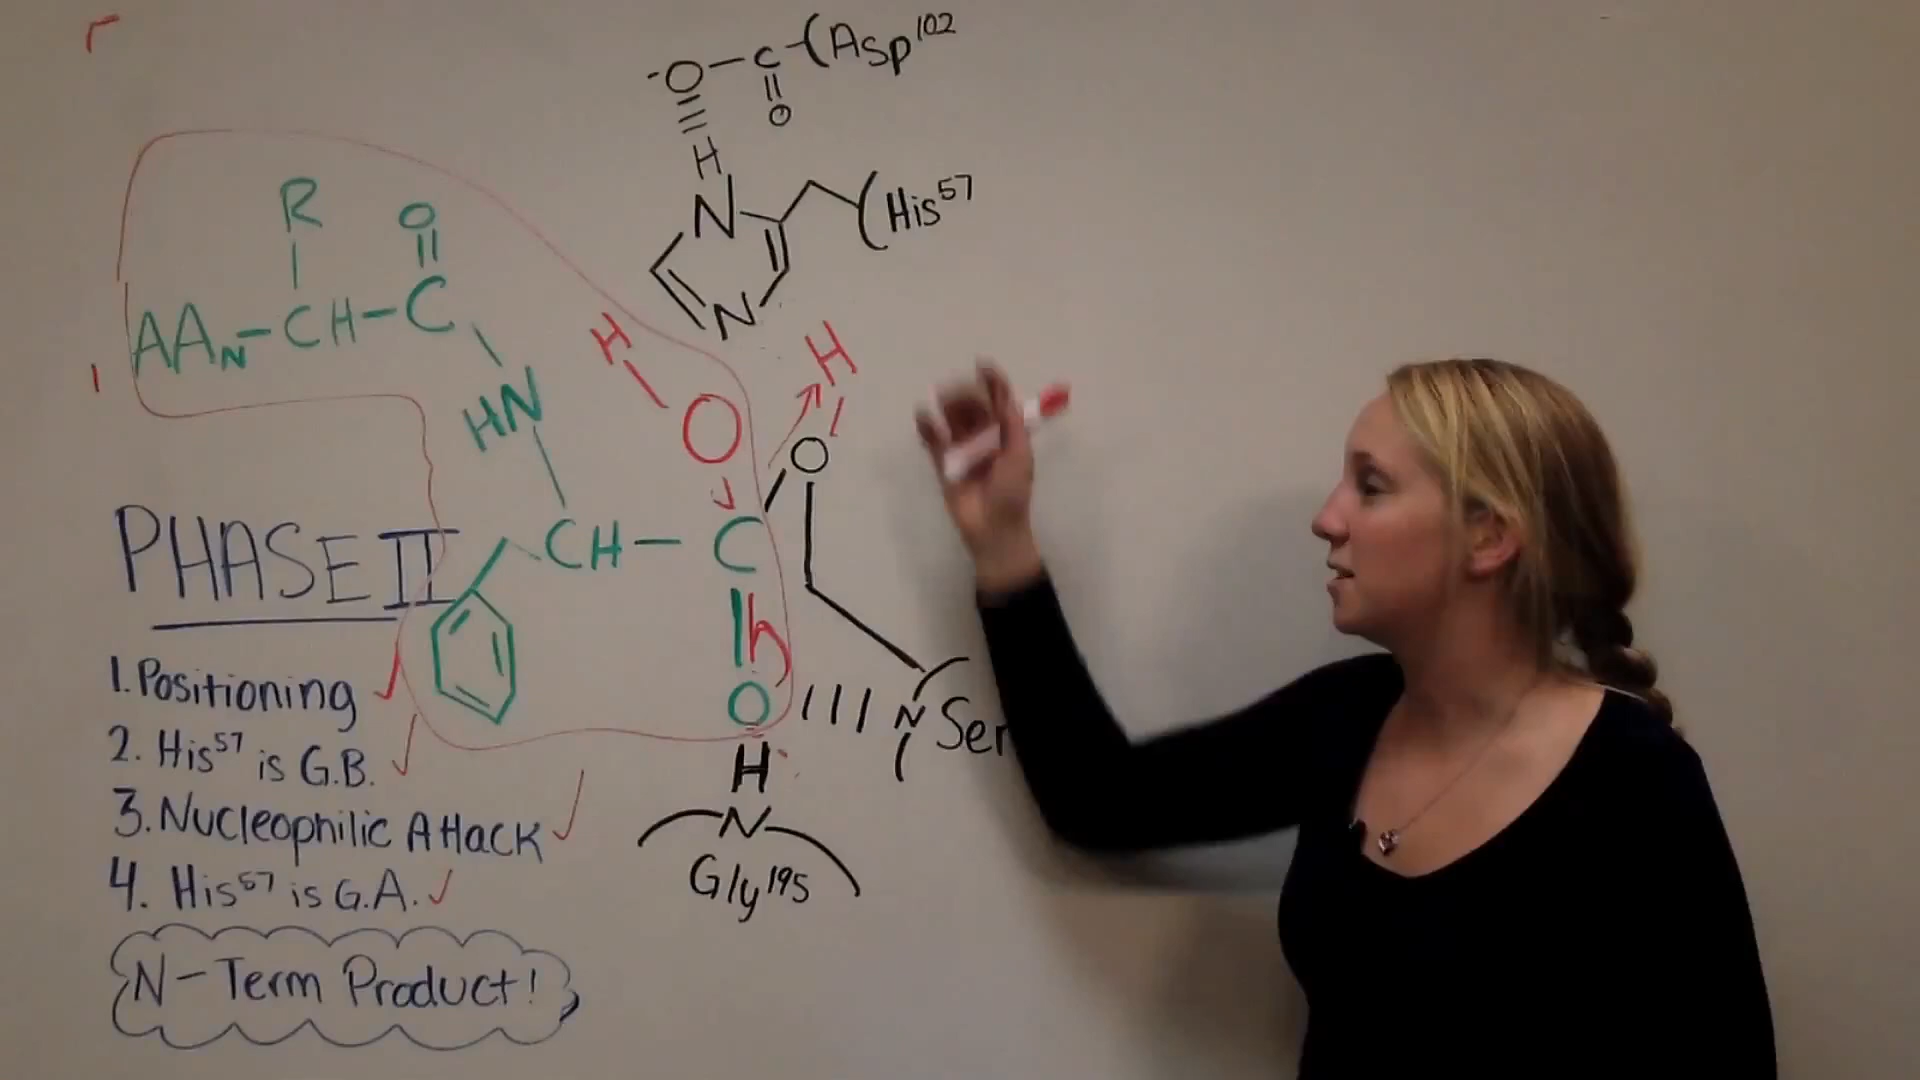 -O-C-(Asp102
O
H
N
(His57
N
R
O
AAN-CH-C
HN
H
H
O
O
CH-C
O
H
N
Ser
N
Gly195
PHASE II
1. Positioning ✓
2. His57 is G.B. ✓
3. Nucleophilic Attack ✓
4. His57 is G.A. ✓
N-Term Product!